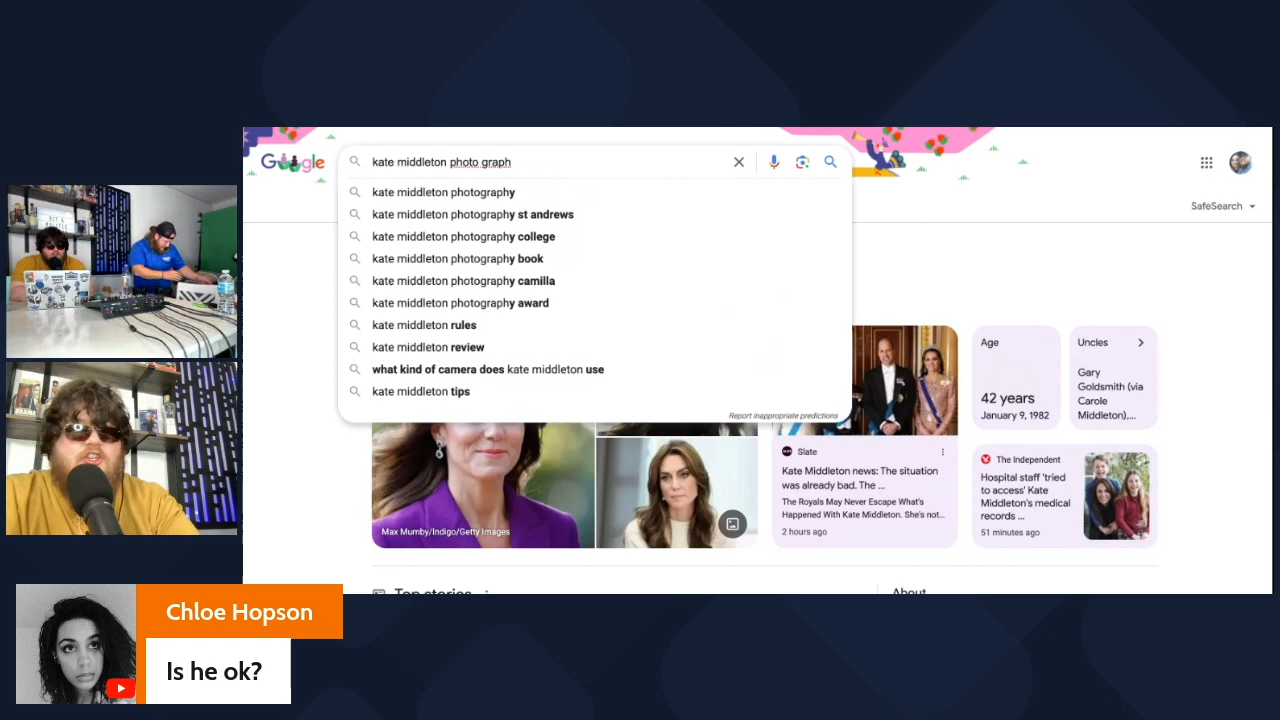 Google
kate middleton photo graph
kate middleton photography
kate middleton photography st andrews
kate middleton photography college
kate middleton photography book
kate middleton photography camilla
kate middleton photography award
kate middleton rules
kate middleton review
what kind of camera does kate middleton use
kate middleton tips
Report inappropriate predictions
SafeSearch
Max Mumby/Indigo/Getty Images
Slate
Kate Middleton news: The situation
was already bad. The ...
The Royals May Never Escape What's
Happened With Kate Middleton. She's not...
2 hours ago
Age
42 years
January 9, 1982
Uncles
Gary
Goldsmith (via
Carole
Middleton),...
The Independent
Hospital staff 'tried
to access' Kate
Middleton's medical
records ...
51 minutes ago
Top stories
About
Chloe Hopson
Is he ok?